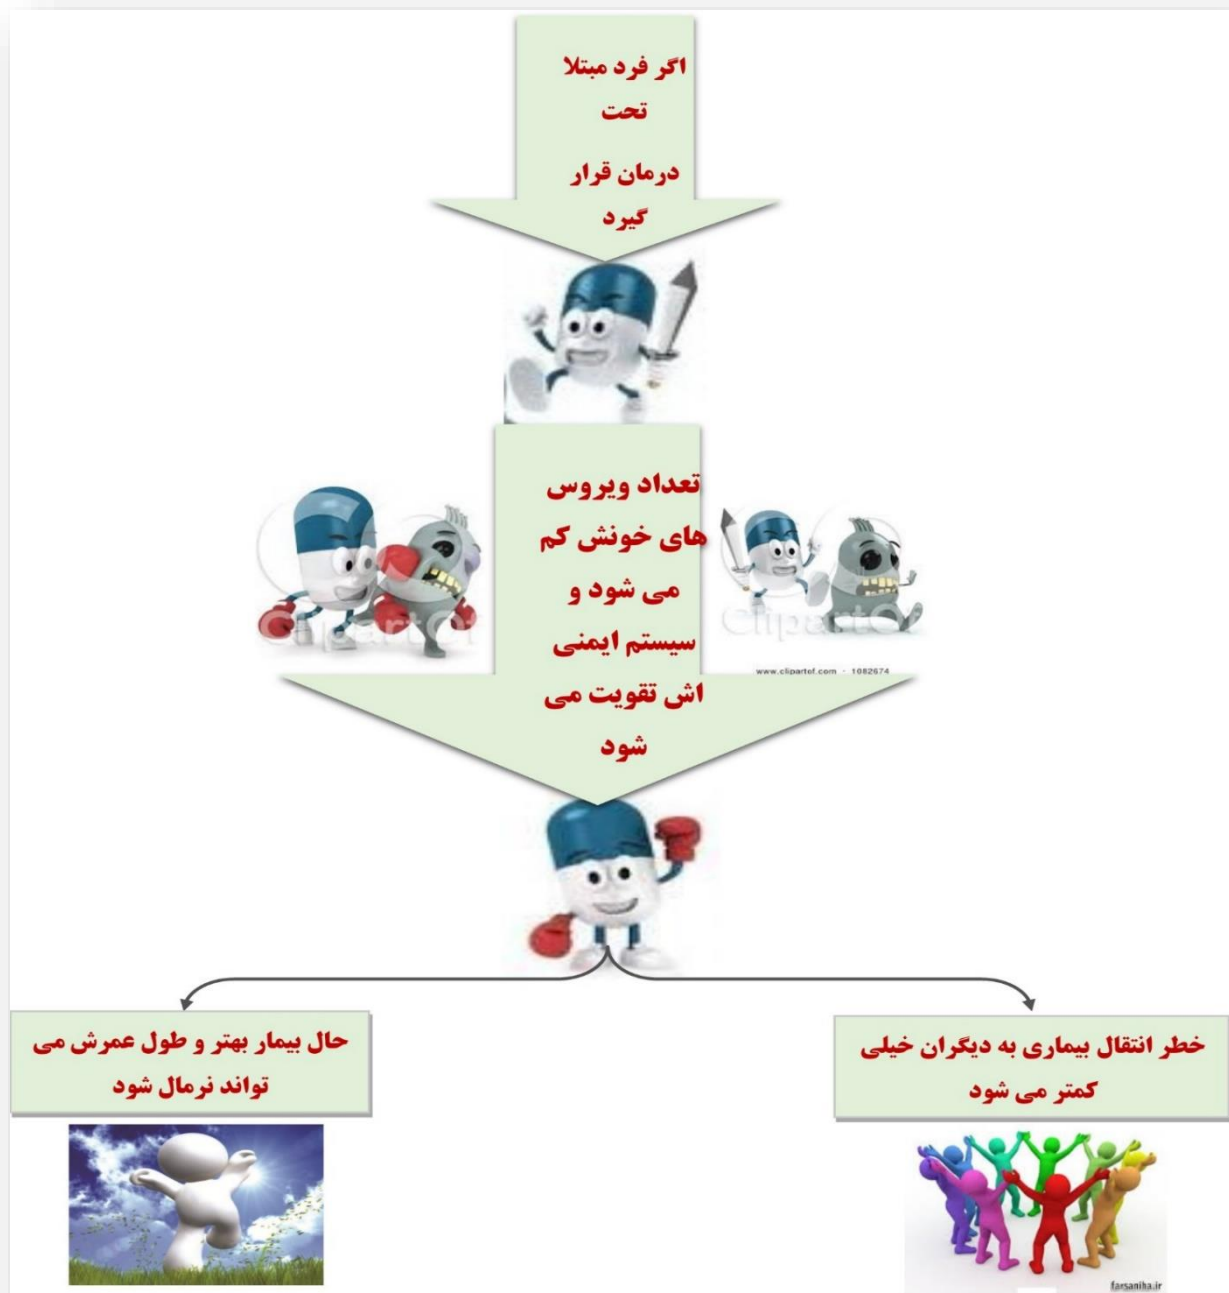 اگر فرد مبتلا
تحت
درمان قرار
گیرد
تعداد ویروس
های خونش کم
می شود و
سیستم ایمنی
اش تقویت می
شود
ClipartOf
ClipartOf
www.clipartof.com · 1082674
خطر انتقال بیماری به دیگران خیلی
کمتر می شود
حال بیمار بهتر و طول عمرش می
تواند نرمال شود
farsaniha.ir